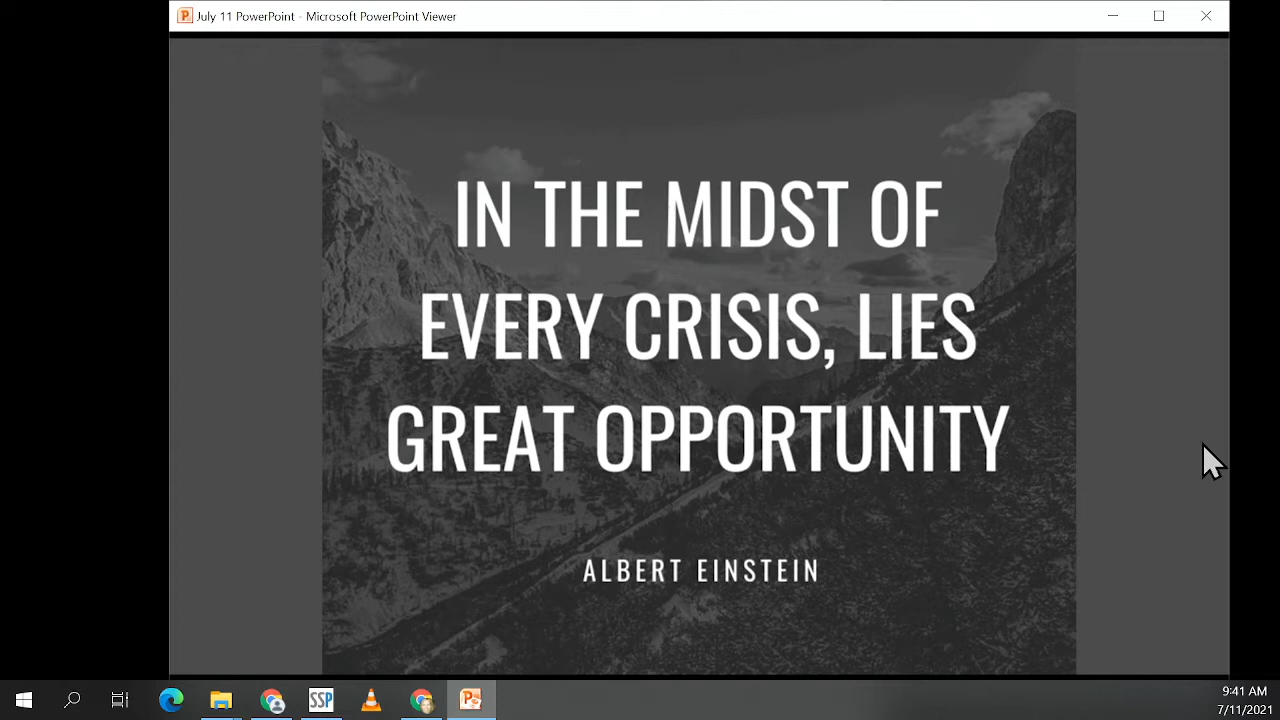 July 11 PowerPoint - Microsoft PowerPoint Viewer
IN THE MIDST OF
EVERY CRISIS, LIES
GREAT OPPORTUNITY
ALBERT EINSTEIN
SSP
9:41 AM
7/11/2021